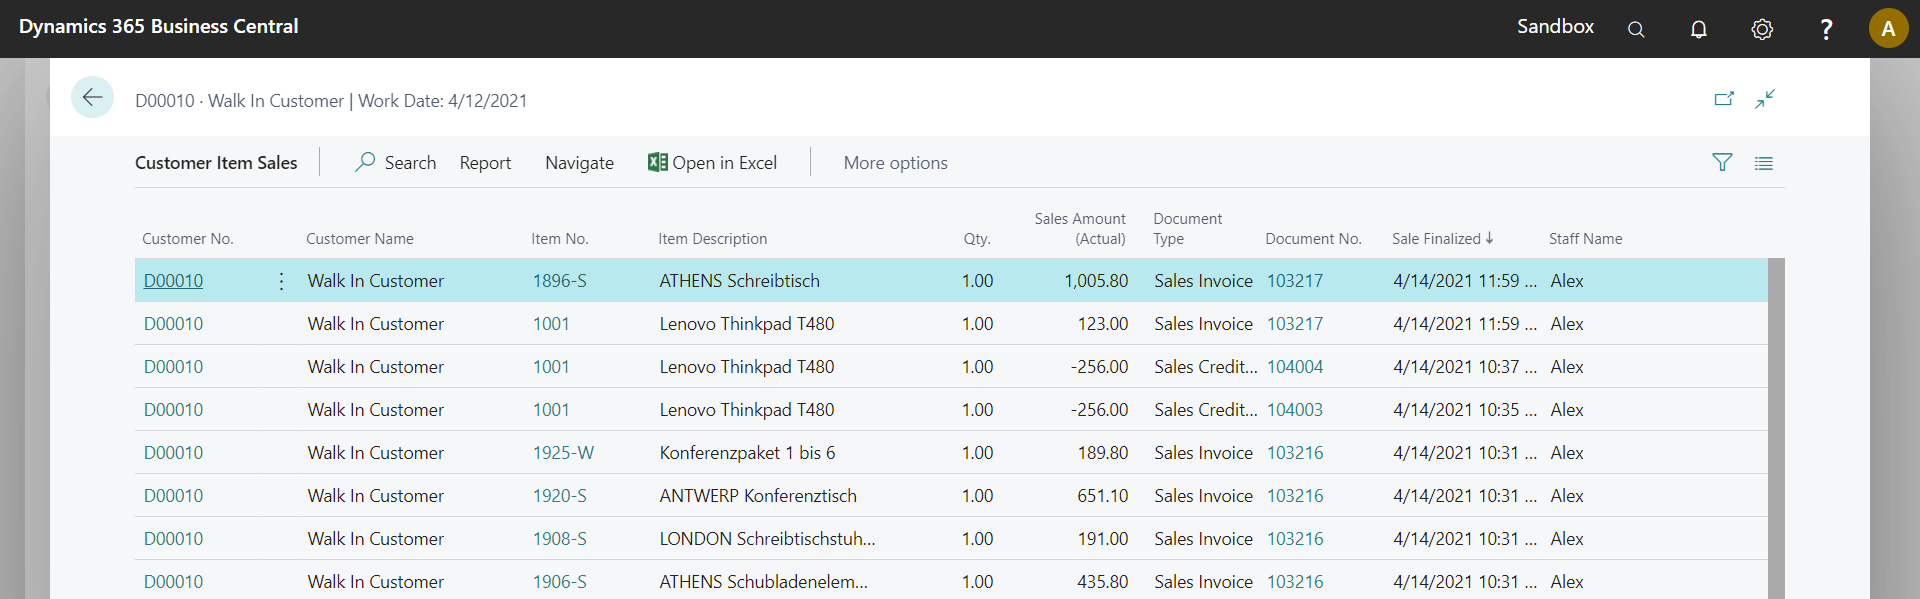 Dynamics 365 Business Central
Sandbox
?
A
D00010 · Walk In Customer | Work Date: 4/12/2021
Customer Item Sales
Search Report Navigate Open in Excel More options
Customer No. Customer Name Item No. Item Description Qty. Sales Amount (Actual) Document Type Document No. Sale Finalized ↓ Staff Name
D00010 Walk In Customer 1896-S ATHENS Schreibtisch 1.00 1,005.80 Sales Invoice 103217 4/14/2021 11:59 ... Alex
D00010 Walk In Customer 1001 Lenovo Thinkpad T480 1.00 123.00 Sales Invoice 103217 4/14/2021 11:59 ... Alex
D00010 Walk In Customer 1001 Lenovo Thinkpad T480 1.00 -256.00 Sales Credit... 104004 4/14/2021 10:37 ... Alex
D00010 Walk In Customer 1001 Lenovo Thinkpad T480 1.00 -256.00 Sales Credit... 104003 4/14/2021 10:35 ... Alex
D00010 Walk In Customer 1925-W Konferenzpaket 1 bis 6 1.00 189.80 Sales Invoice 103216 4/14/2021 10:31 ... Alex
D00010 Walk In Customer 1920-S ANTWERP Konferenztisch 1.00 651.10 Sales Invoice 103216 4/14/2021 10:31 ... Alex
D00010 Walk In Customer 1908-S LONDON Schreibtischstuh... 1.00 191.00 Sales Invoice 103216 4/14/2021 10:31 ... Alex
D00010 Walk In Customer 1906-S ATHENS Schubladenelem... 1.00 435.80 Sales Invoice 103216 4/14/2021 10:31 ... Alex